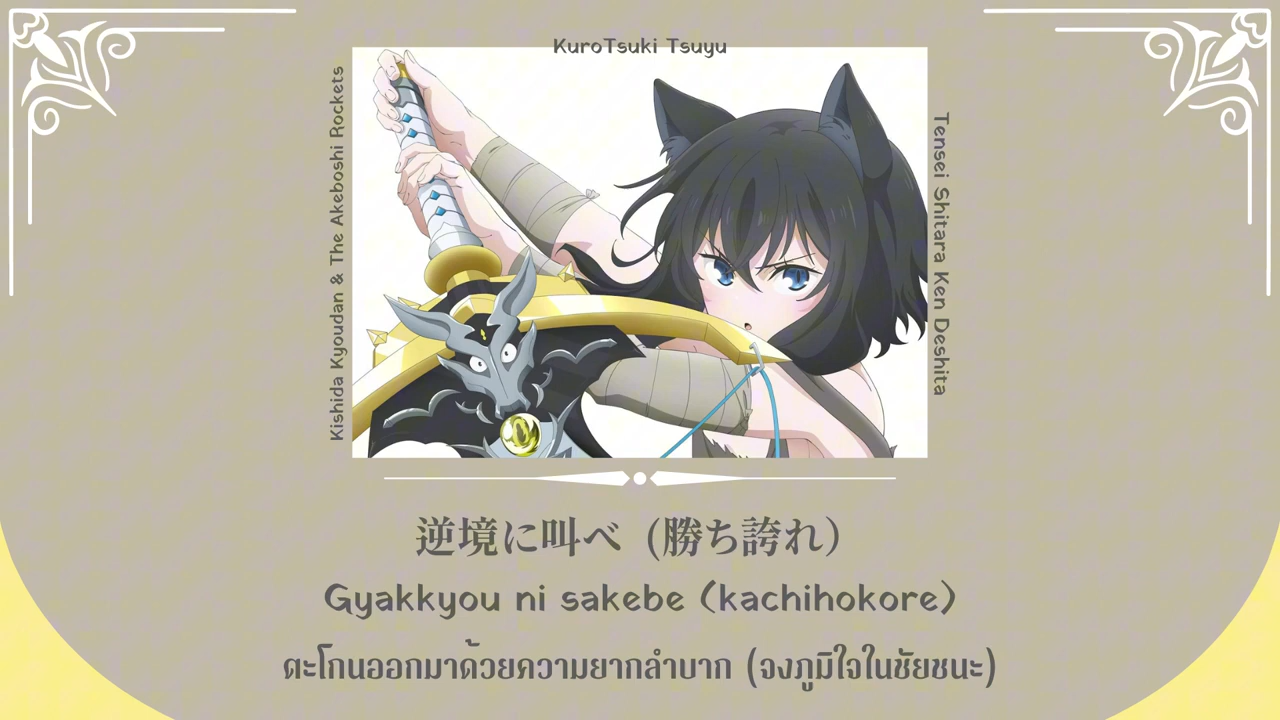 KuroTsuki Tsuyu
Kishida Kyoudan & The Akeboshi Rockets
Tensei Shitara Ken Deshita
逆境に叫べ (勝ち誇れ)
Gyakkyou ni sakebe (kachihokore)
ตะโกนออกมาด้วยความยากลำบาก (จงภูมิใจในชัยชนะ)